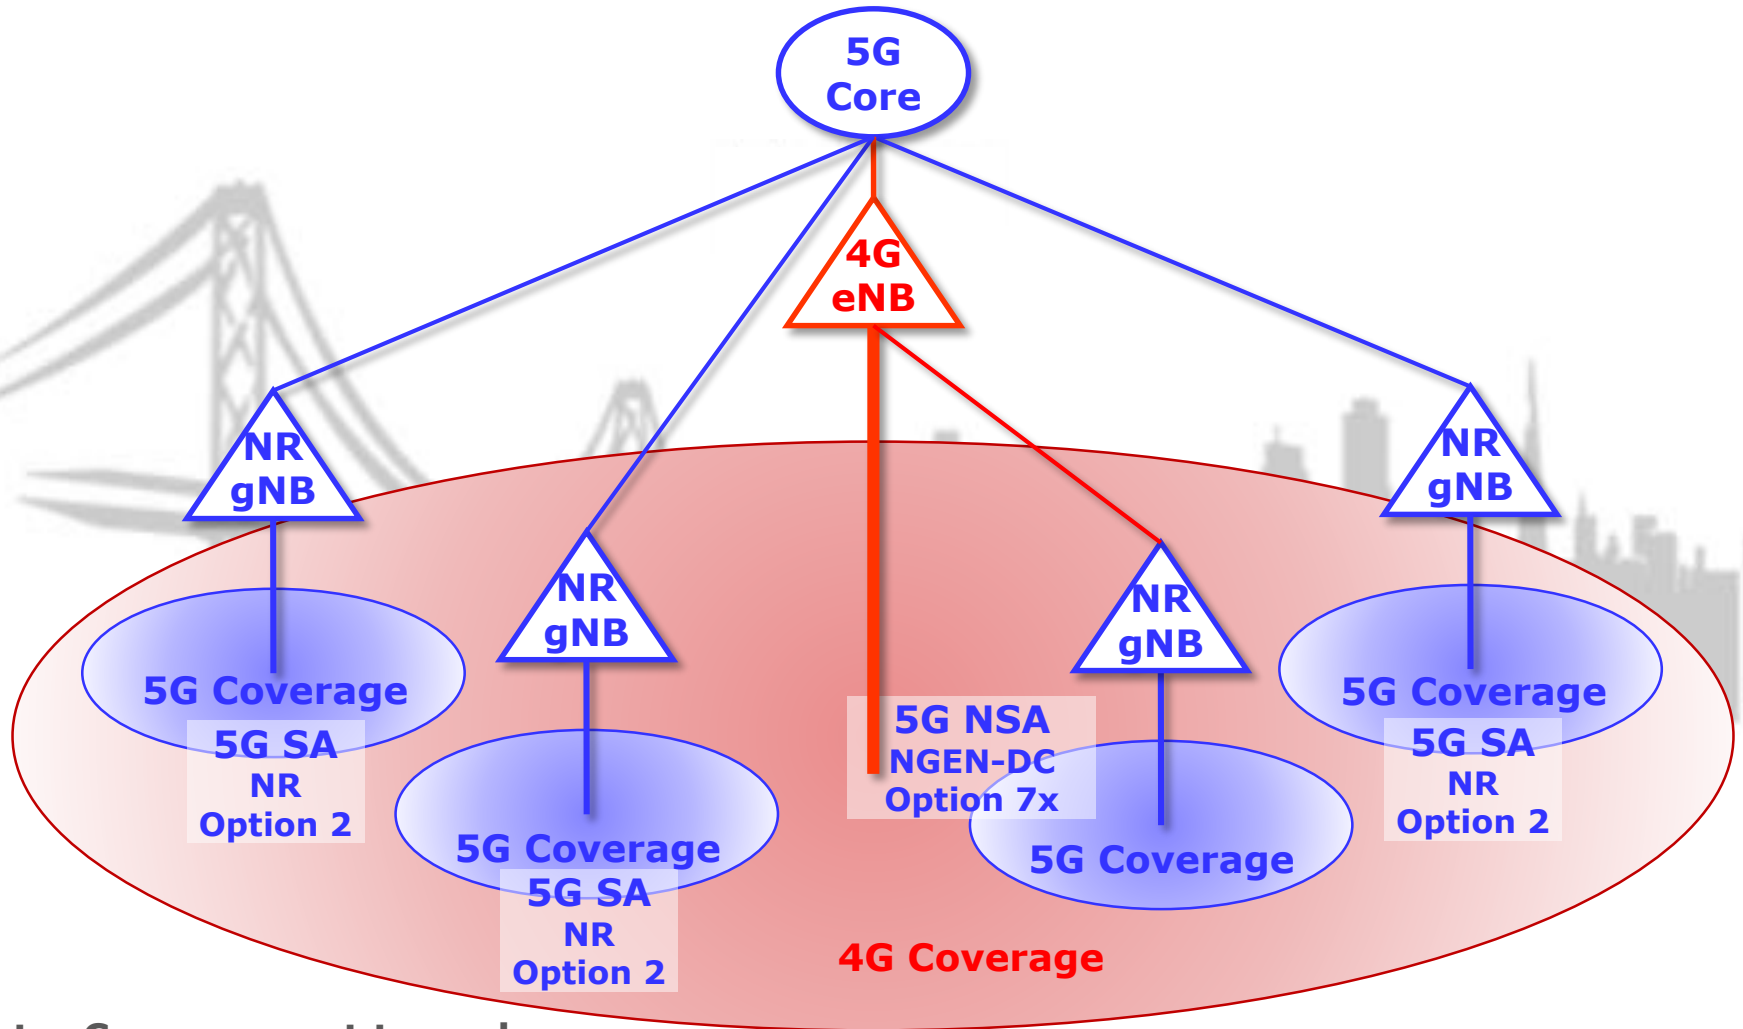 5G
Core
4G
eNB
NR
gNB
NR
gNB
NR
gNB
NR
gNB
5G Coverage
5G SA
NR
Option 2
5G Coverage
5G SA
NR
Option 2
5G NSA
NGEN-DC
Option 7x
5G Coverage
5G Coverage
5G SA
NR
Option 2
4G Coverage